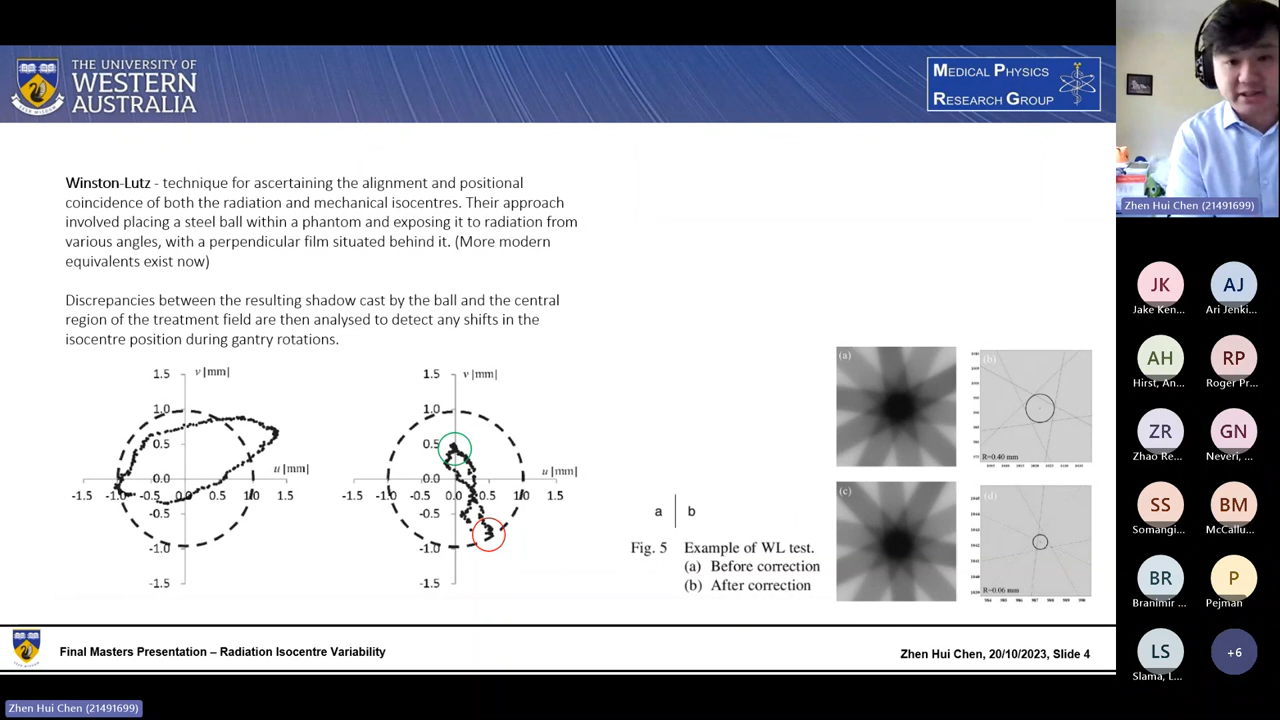 THE UNIVERSITY OF
WESTERN
AUSTRALIA
MEDICAL PHYSICS
RESEARCH GROUP
Winston-Lutz - technique for ascertaining the alignment and positional
coincidence of both the radiation and mechanical isocentres. Their approach
involved placing a steel ball within a phantom and exposing it to radiation from
various angles, with a perpendicular film situated behind it. (More modern
equivalents exist now)
Discrepancies between the resulting shadow cast by the ball and the central
region of the treatment field are then analysed to detect any shifts in the
isocentre position during gantry rotations.
1.5 v [mm]
1.0
0.5
0.0 u [mm]
-1.5 -1.0 -0.5 0.0 0.5 1.0 1.5
-0.5
-1.0
-1.5
1.5 v [mm]
1.0
0.5
0.0 u [mm]
-1.5 -1.0 -0.5 0.0 0.5 1.0 1.5
-0.5
-1.0
-1.5
a b
Fig. 5 Example of WL test.
(a) Before correction
(b) After correction
(a)
(b)
R=0.40 mm
(c)
(d)
R=0.06 mm
Final Masters Presentation – Radiation Isocentre Variability
Zhen Hui Chen, 20/10/2023, Slide 4
Zhen Hui Chen (21491699)
Zhen Hui Chen (21491699)
JK
Jake Ken...
AJ
Ari Jenki...
AH
Hirst, An...
RP
Roger Pr...
ZR
Zhao Re...
GN
Neveri, ...
SS
Somangi...
BM
McCallu...
BR
Branimir ...
P
Pejman
LS
Slama, L...
+6